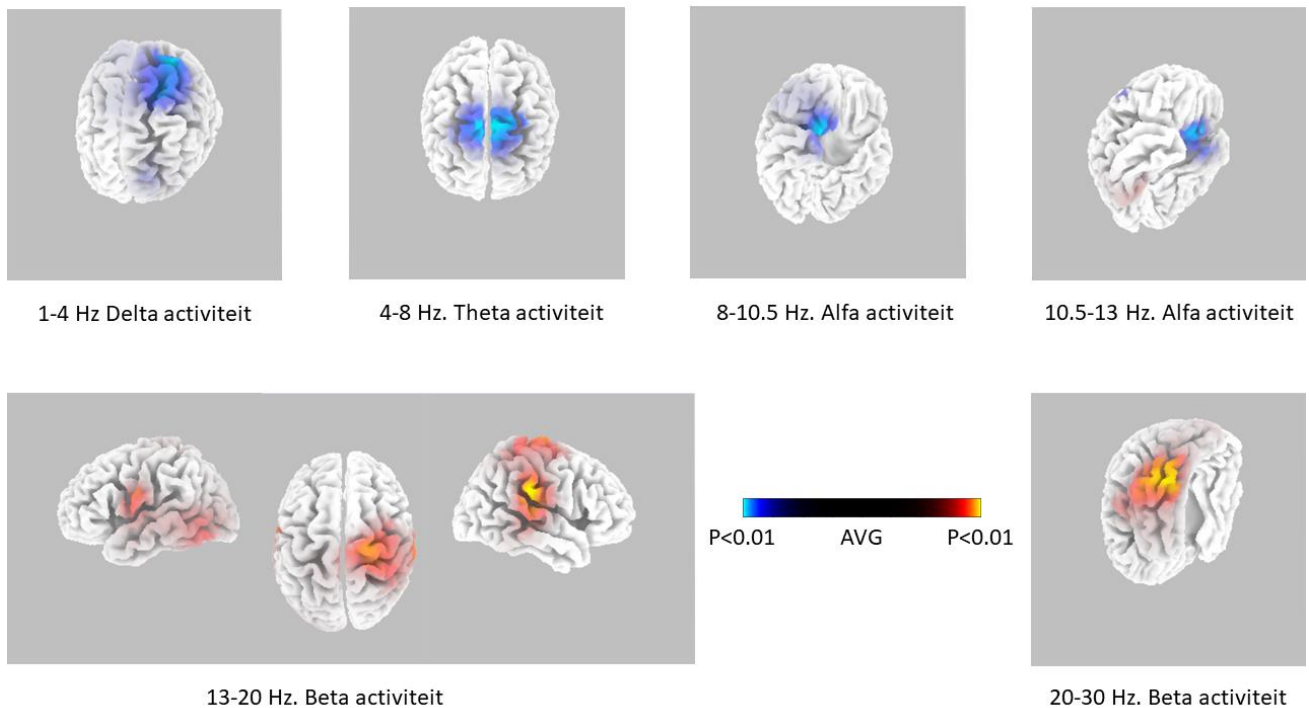 1-4 Hz Delta activiteit
4-8 Hz. Theta activiteit
8-10.5 Hz. Alfa activiteit
10.5-13 Hz. Alfa activiteit
P<0.01 AVG P<0.01
13-20 Hz. Beta activiteit
20-30 Hz. Beta activiteit